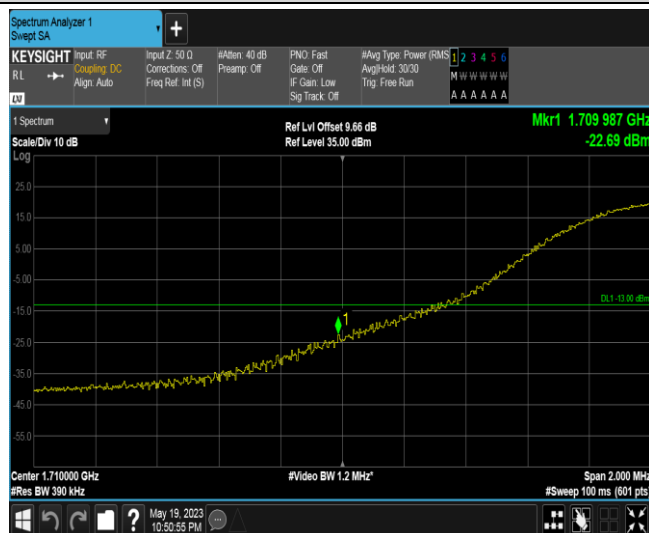 Spectrum Analyzer 1
Swept SA
KEYSIGHT
RL
LXI
Input: RF
Coupling: DC
Align: Auto
Input Z: 50 Ω
Corrections: Off
Freq Ref: Int (S)
#Atten: 40 dB
Preamp: Off
PNO: Fast
Gate: Off
IF Gain: Low
Sig Track: Off
#Avg Type: Power (RMS
Avg|Hold: 30/30
Trig: Free Run
1 2 3 4 5 6
M W W W W W
A A A A A A
1 Spectrum
Scale/Div 10 dB
Log
Ref Lvl Offset 9.66 dB
Ref Level 35.00 dBm
Mkr1 1.709 987 GHz
-22.69 dBm
25.0
15.0
5.00
-5.00
DL1 -13.00 dBm
-15.0
1
-25.0
-35.0
-45.0
-55.0
Center 1.710000 GHz
#Res BW 390 kHz
#Video BW 1.2 MHz*
Span 2.000 MHz
#Sweep 100 ms (601 pts)
?
May 19, 2023
10:50:55 PM